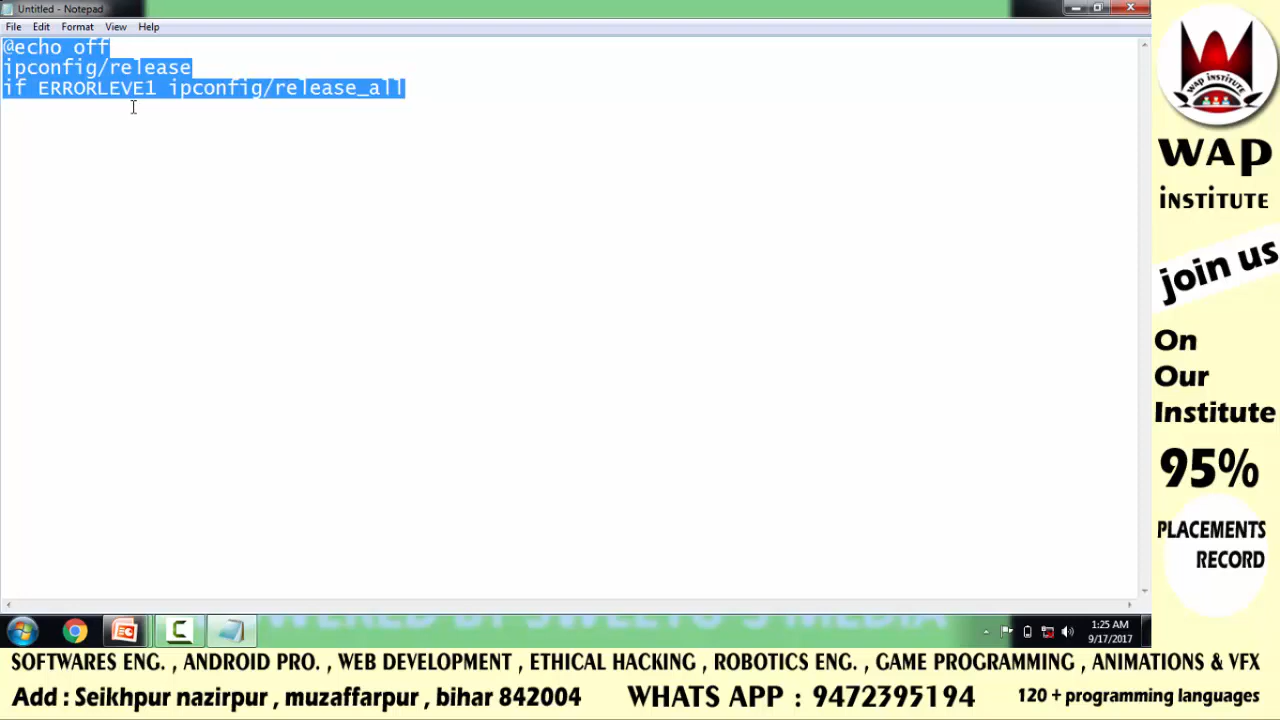 Untitled - Notepad
File Edit Format View Help
@echo off
ipconfig/release
if ERRORLEVE1 ipconfig/release_all
1:25 AM
9/17/2017
wap institute
WAP
INSTITUTE
join us
On
Our
Institute
95%
PLACEMENTS
RECORD
SOFTWARES ENG. , ANDROID PRO. , WEB DEVELOPMENT , ETHICAL HACKING , ROBOTICS ENG. , GAME PROGRAMMING , ANIMATIONS & VFX
Add : Seikhpur nazirpur , muzaffarpur , bihar 842004 WHATS APP : 9472395194 120 + programming languages